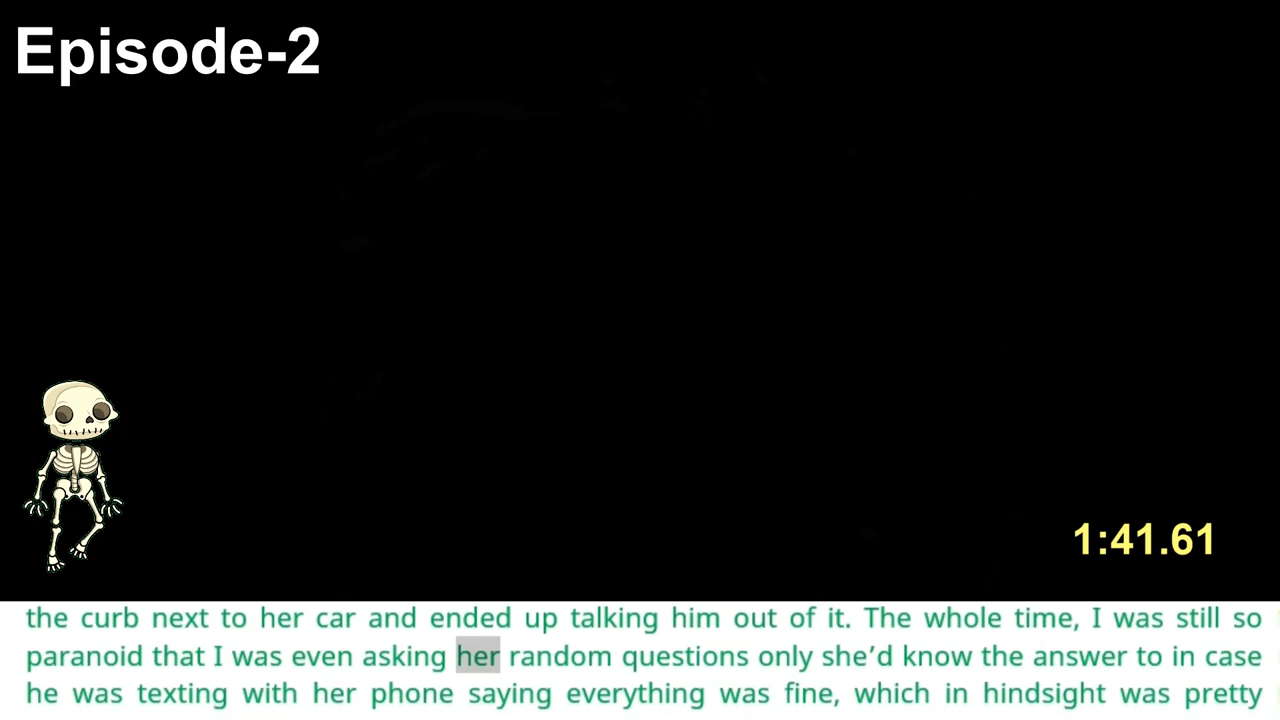 Episode-2
1:41.61
the curb next to her car and ended up talking him out of it. The whole time, I was still so
paranoid that I was even asking her random questions only she’d know the answer to in case
he was texting with her phone saying everything was fine, which in hindsight was pretty